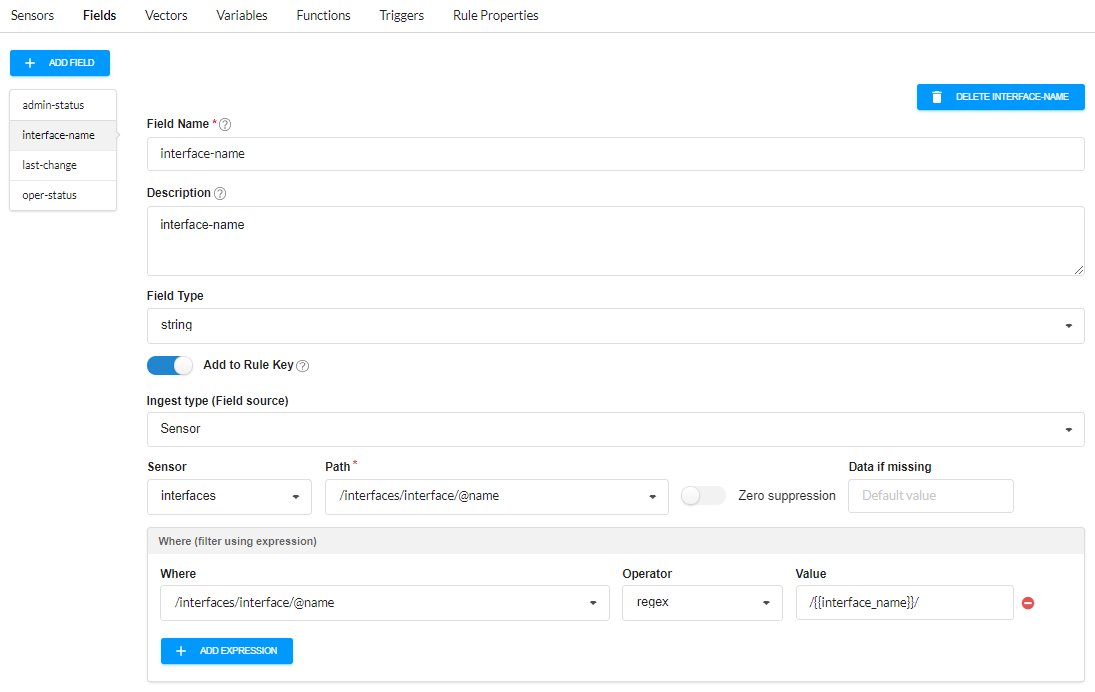 Sensors Fields Vectors Variables Functions Triggers Rule Properties
+ ADD FIELD
admin-status
interface-name
last-change
oper-status
DELETE INTERFACE-NAME
Field Name * ?
interface-name
Description ?
interface-name
Field Type
string
Add to Rule Key ?
Ingest type (Field source)
Sensor
Sensor Path * Data if missing
interfaces /interfaces/interface/@name Zero suppression Default value
Where (filter using expression)
Where Operator Value
/interfaces/interface/@name regex /{{interface_name}}/
+ ADD EXPRESSION